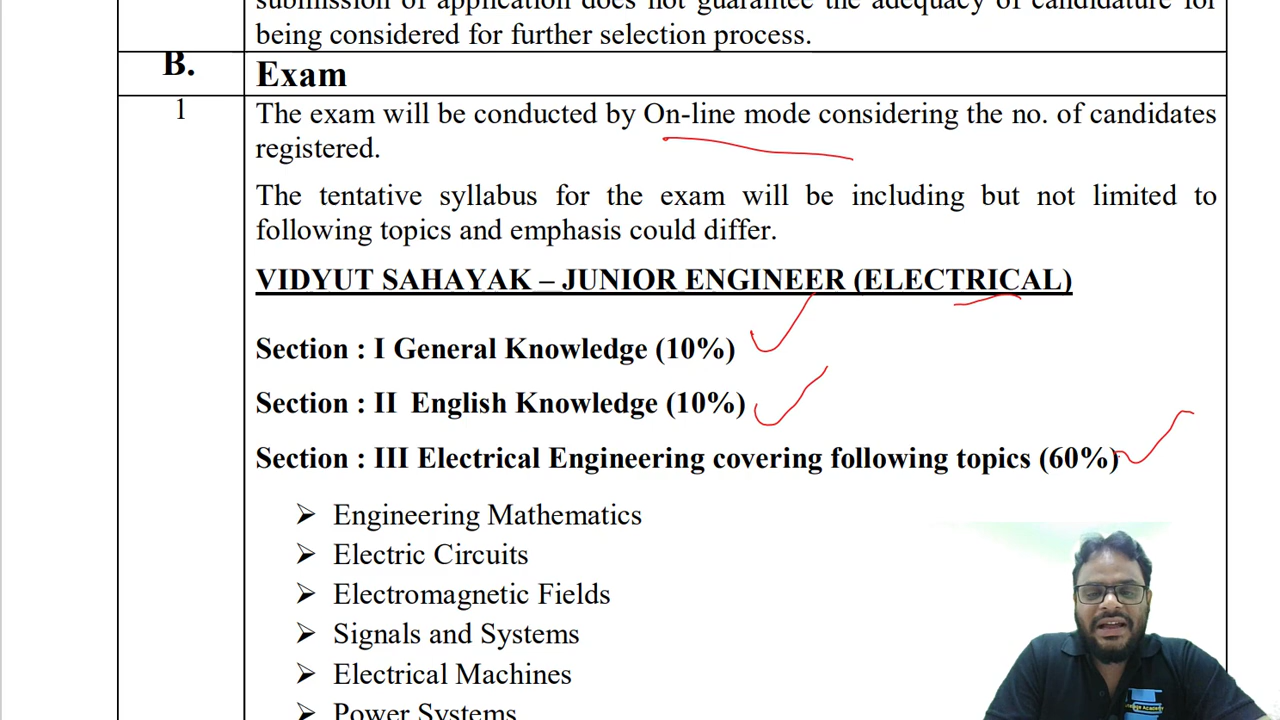 submission of application does not guarantee the adequacy of candidature for
being considered for further selection process.
B.
Exam
1
The exam will be conducted by On-line mode considering the no. of candidates
registered.
The tentative syllabus for the exam will be including but not limited to
following topics and emphasis could differ.
VIDYUT SAHAYAK – JUNIOR ENGINEER (ELECTRICAL)
Section : I General Knowledge (10%)
Section : II English Knowledge (10%)
Section : III Electrical Engineering covering following topics (60%)
➢ Engineering Mathematics
➢ Electric Circuits
➢ Electromagnetic Fields
➢ Signals and Systems
➢ Electrical Machines
➢ Power Systems